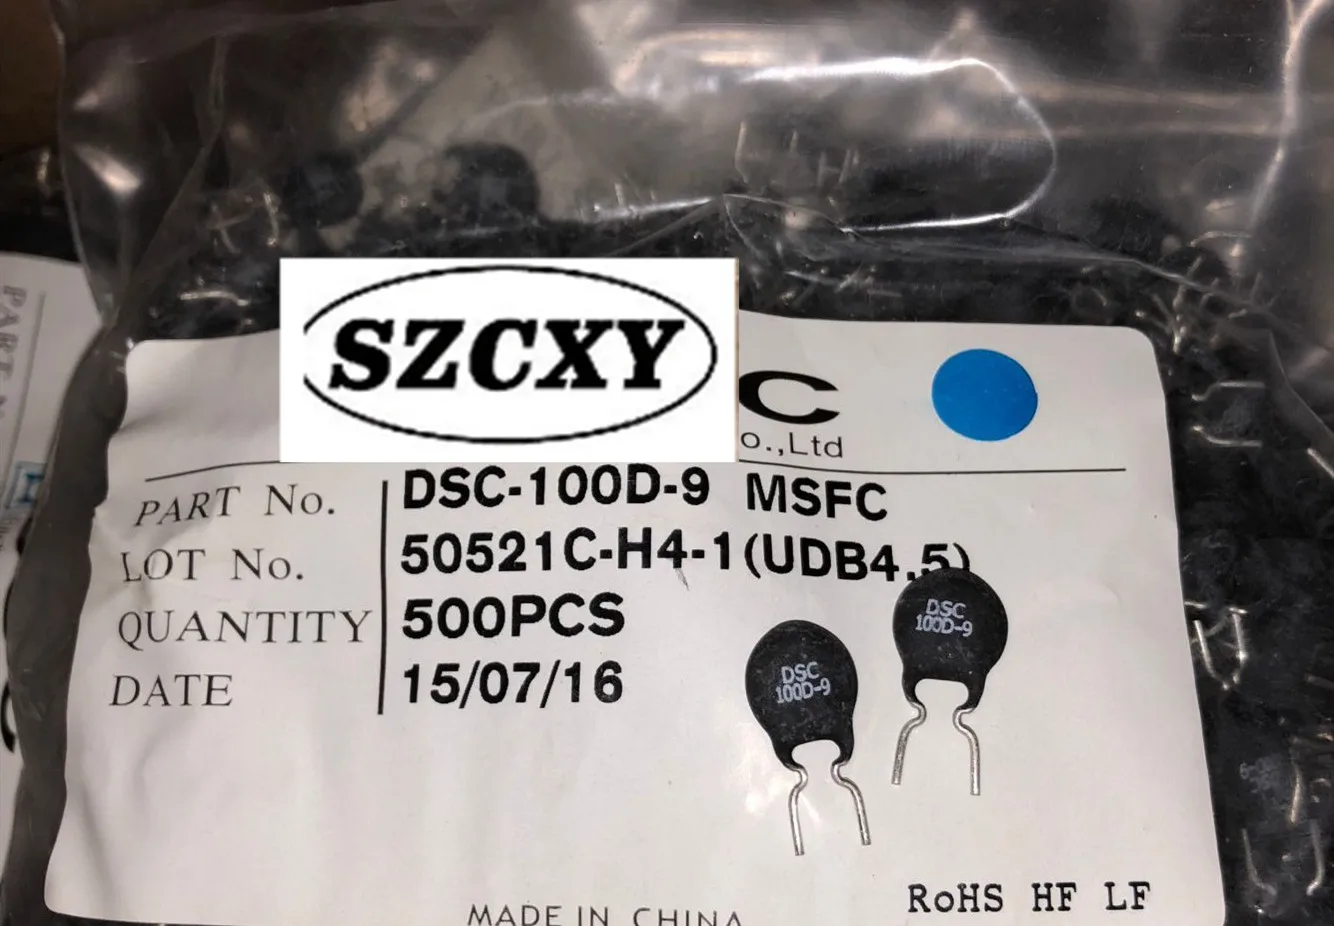 SZCXY
C
o.,Ltd
PART No. DSC-100D-9 MSFC
LOT No. 50521C-H4-1(UDB4.5)
QUANTITY 500PCS
DATE 15/07/16
DSC
100D-9
DSC
100D-9
RoHS HF LF
MADE IN CHINA
PART N